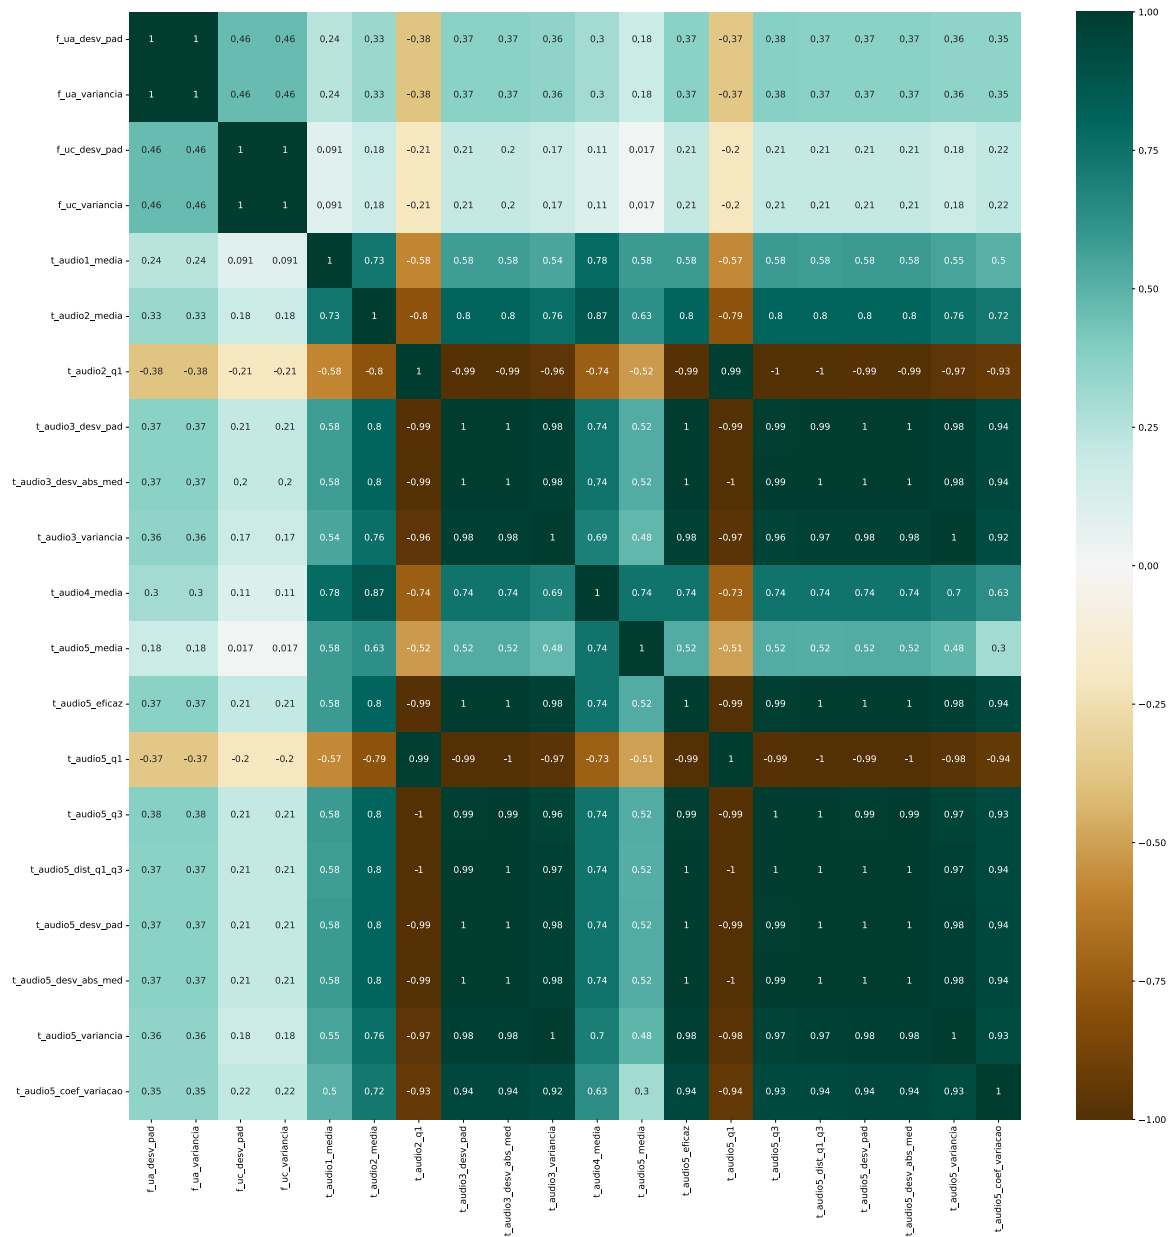 f_ua_desv_pad 1 1 0,46 0,46 0,24 0,33 -0,38 0,37 0,37 0,36 0,3 0,18 0,37 -0,37 0,38 0,37 0,37 0,37 0,36 0,35
f_ua_variancia 1 1 0,46 0,46 0,24 0,33 -0,38 0,37 0,37 0,36 0,3 0,18 0,37 -0,37 0,38 0,37 0,37 0,37 0,36 0,35
f_uc_desv_pad 0,46 0,46 1 1 0,091 0,18 -0,21 0,21 0,2 0,17 0,11 0,017 0,21 -0,2 0,21 0,21 0,21 0,21 0,18 0,22
f_uc_variancia 0,46 0,46 1 1 0,091 0,18 -0,21 0,21 0,2 0,17 0,11 0,017 0,21 -0,2 0,21 0,21 0,21 0,21 0,18 0,22
t_audio1_media 0,24 0,24 0,091 0,091 1 0,73 -0,58 0,58 0,58 0,54 0,78 0,58 0,58 -0,57 0,58 0,58 0,58 0,58 0,55 0,5
t_audio2_media 0,33 0,33 0,18 0,18 0,73 1 -0,8 0,8 0,8 0,76 0,87 0,63 0,8 -0,79 0,8 0,8 0,8 0,8 0,76 0,72
t_audio2_q1 -0,38 -0,38 -0,21 -0,21 -0,58 -0,8 1 -0,99 -0,99 -0,96 -0,74 -0,52 -0,99 0,99 -1 -1 -0,99 -0,99 -0,97 -0,93
t_audio3_desv_pad 0,37 0,37 0,21 0,21 0,58 0,8 -0,99 1 1 0,98 0,74 0,52 1 -0,99 0,99 0,99 1 1 0,98 0,94
t_audio3_desv_abs_med 0,37 0,37 0,2 0,2 0,58 0,8 -0,99 1 1 0,98 0,74 0,52 1 -1 0,99 1 1 1 0,98 0,94
t_audio3_variancia 0,36 0,36 0,17 0,17 0,54 0,76 -0,96 0,98 0,98 1 0,69 0,48 0,98 -0,97 0,96 0,97 0,98 0,98 1 0,92
t_audio4_media 0,3 0,3 0,11 0,11 0,78 0,87 -0,74 0,74 0,74 0,69 1 0,74 0,74 -0,73 0,74 0,74 0,74 0,74 0,7 0,63
t_audio5_media 0,18 0,18 0,017 0,017 0,58 0,63 -0,52 0,52 0,52 0,48 0,74 1 0,52 -0,51 0,52 0,52 0,52 0,52 0,48 0,3
t_audio5_eficaz 0,37 0,37 0,21 0,21 0,58 0,8 -0,99 1 1 0,98 0,74 0,52 1 -0,99 0,99 1 1 1 0,98 0,94
t_audio5_q1 -0,37 -0,37 -0,2 -0,2 -0,57 -0,79 0,99 -0,99 -1 -0,97 -0,73 -0,51 -0,99 1 -0,99 -1 -0,99 -1 -0,98 -0,94
t_audio5_q3 0,38 0,38 0,21 0,21 0,58 0,8 -1 0,99 0,99 0,96 0,74 0,52 0,99 -0,99 1 1 0,99 0,99 0,97 0,93
t_audio5_dist_q1_q3 0,37 0,37 0,21 0,21 0,58 0,8 -1 0,99 1 0,97 0,74 0,52 1 -1 1 1 1 1 0,97 0,94
t_audio5_desv_pad 0,37 0,37 0,21 0,21 0,58 0,8 -0,99 1 1 0,98 0,74 0,52 1 -0,99 0,99 1 1 1 0,98 0,94
t_audio5_desv_abs_med 0,37 0,37 0,21 0,21 0,58 0,8 -0,99 1 1 0,98 0,74 0,52 1 -1 0,99 1 1 1 0,98 0,94
t_audio5_variancia 0,36 0,36 0,18 0,18 0,55 0,76 -0,97 0,98 0,98 1 0,7 0,48 0,98 -0,98 0,97 0,97 0,98 0,98 1 0,93
t_audio5_coef_variacao 0,35 0,35 0,22 0,22 0,5 0,72 -0,93 0,94 0,94 0,92 0,63 0,3 0,94 -0,94 0,93 0,94 0,94 0,94 0,93 1
f_ua_desv_pad
f_ua_variancia
f_uc_desv_pad
f_uc_variancia
t_audio1_media
t_audio2_media
t_audio2_q1
t_audio3_desv_pad
t_audio3_desv_abs_med
t_audio3_variancia
t_audio4_media
t_audio5_media
t_audio5_eficaz
t_audio5_q1
t_audio5_q3
t_audio5_dist_q1_q3
t_audio5_desv_pad
t_audio5_desv_abs_med
t_audio5_variancia
t_audio5_coef_variacao
1,00
0,75
0,50
0,25
0,00
−0,25
−0,50
−0,75
−1,00